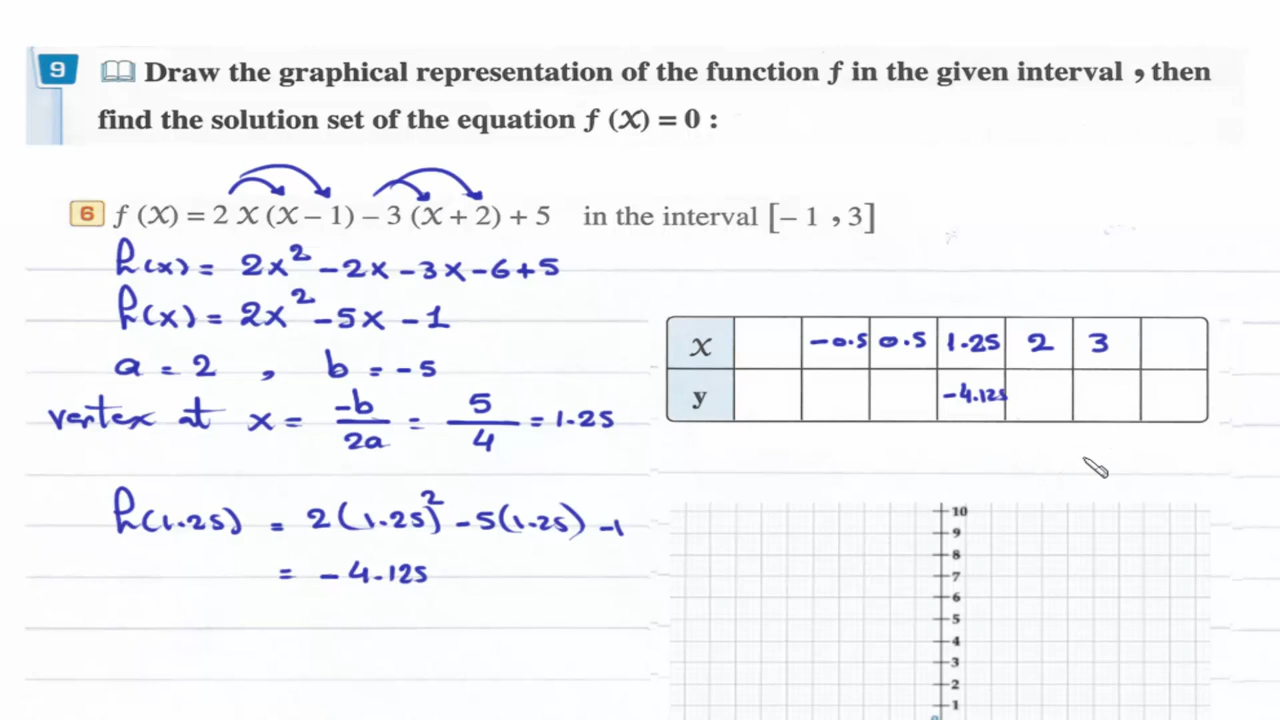 9 Draw the graphical representation of the function f in the given interval , then
find the solution set of the equation f (X) = 0 :
6 f (X) = 2 X (X − 1) − 3 (X + 2) + 5 in the interval [− 1 , 3]
f(x) = 2x² - 2x - 3x - 6 + 5
f(x) = 2x² - 5x - 1
a = 2 , b = -5
vertex at x = -b/2a = 5/4 = 1.25
f(1.25) = 2(1.25)² - 5(1.25) - 1
= -4.125
x -0.5 0.5 1.25 2 3
y -4.125
10
9
8
7
6
5
4
3
2
1